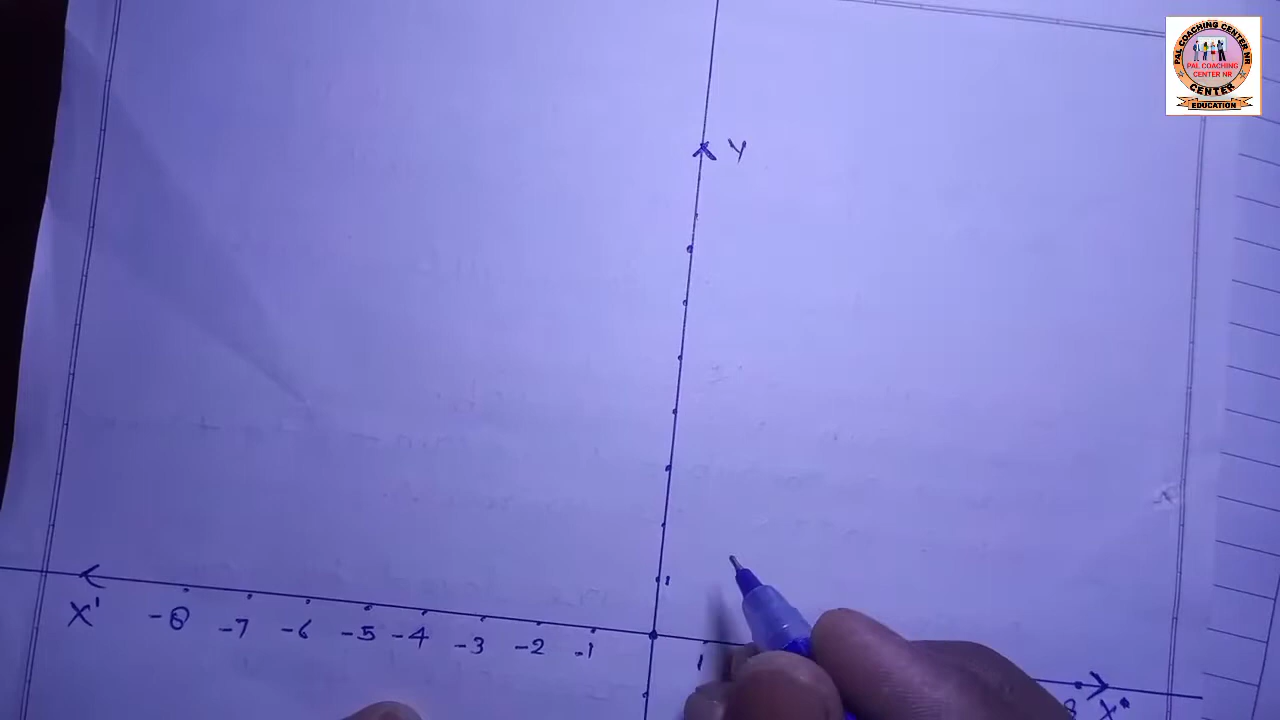 PAL COACHING CENTER NR
PAL COACHING
CENTER NR
CENTER
EDUCATION
Y
1
X' -8 -7 -6 -5 -4 -3 -2 -1 1 8 X